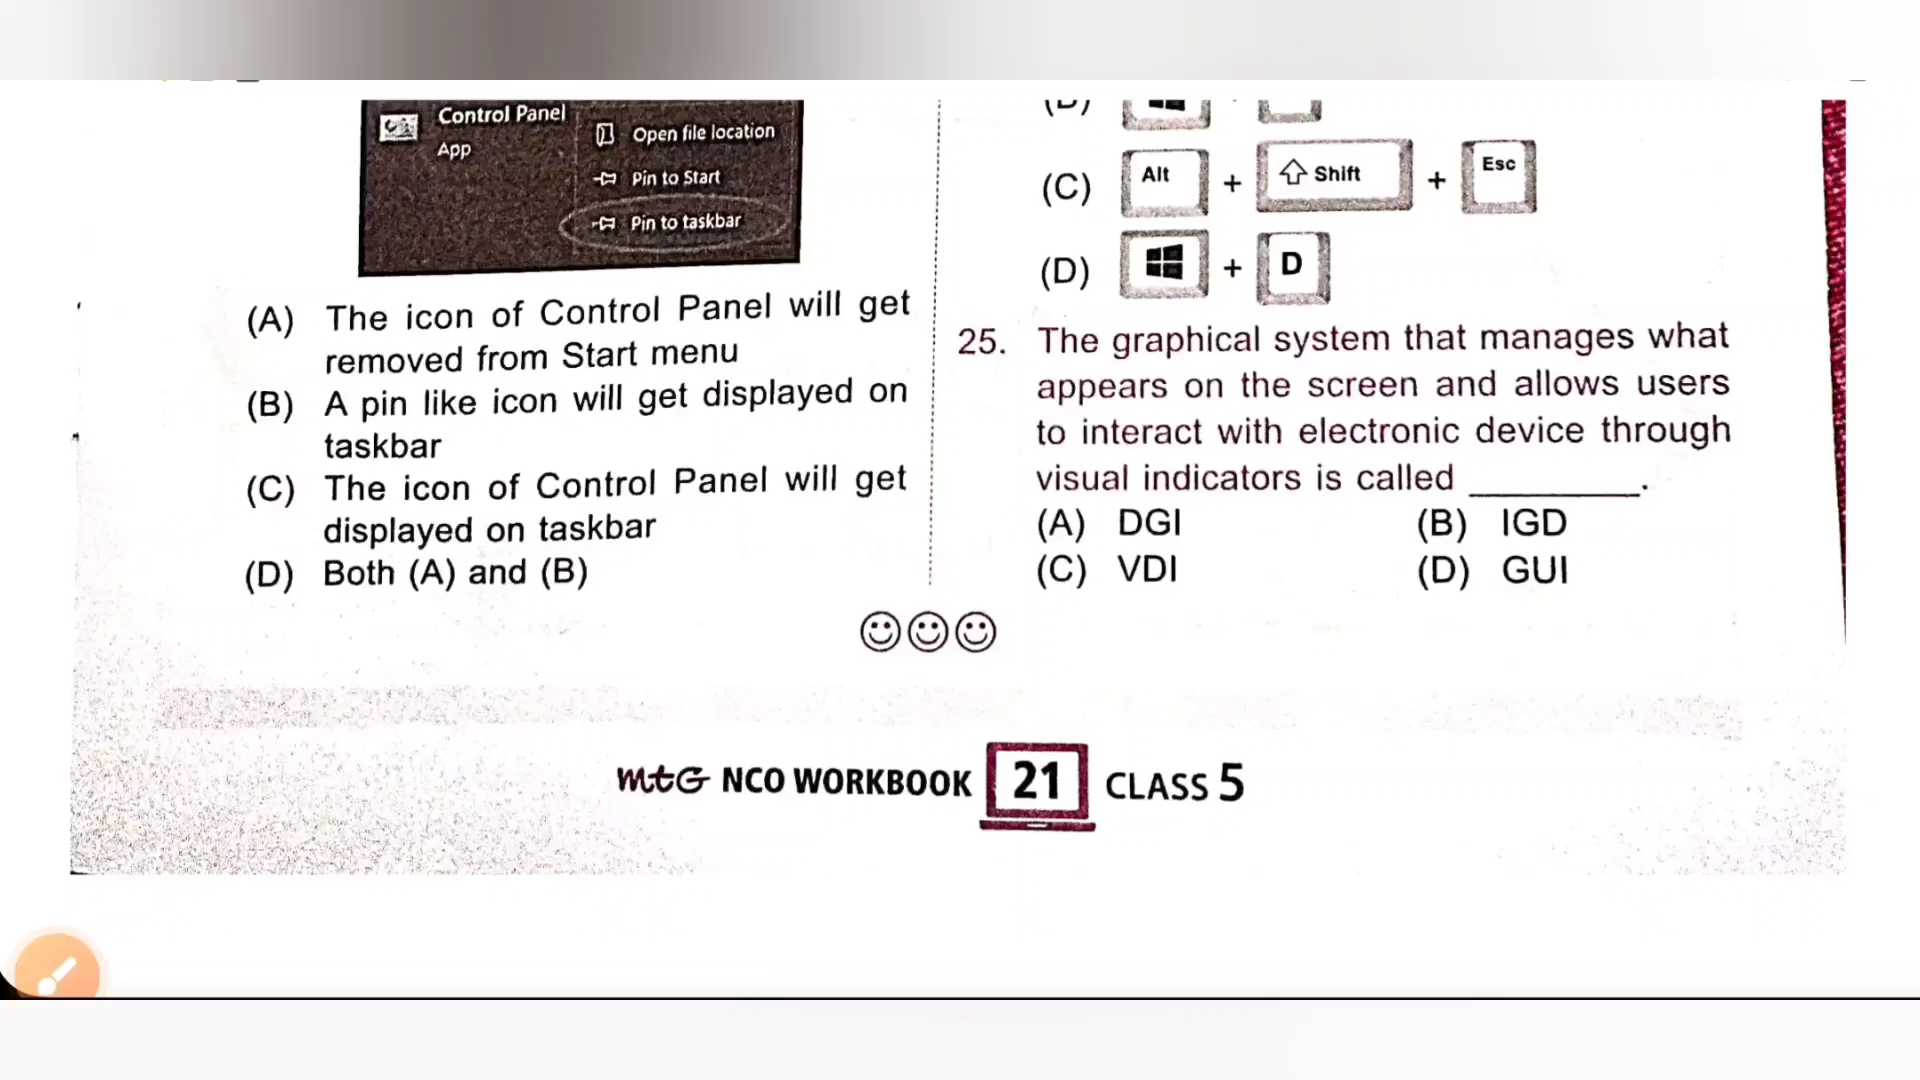 Control Panel
App
Open file location
Pin to Start
Pin to taskbar
(A) The icon of Control Panel will get
removed from Start menu
(B) A pin like icon will get displayed on
taskbar
(C) The icon of Control Panel will get
displayed on taskbar
(D) Both (A) and (B)
(C) Alt + Shift + Esc
(D) + D
25. The graphical system that manages what
appears on the screen and allows users
to interact with electronic device through
visual indicators is called __________.
(A) DGI (B) IGD
(C) VDI (D) GUI
mtG NCO WORKBOOK 21 CLASS 5